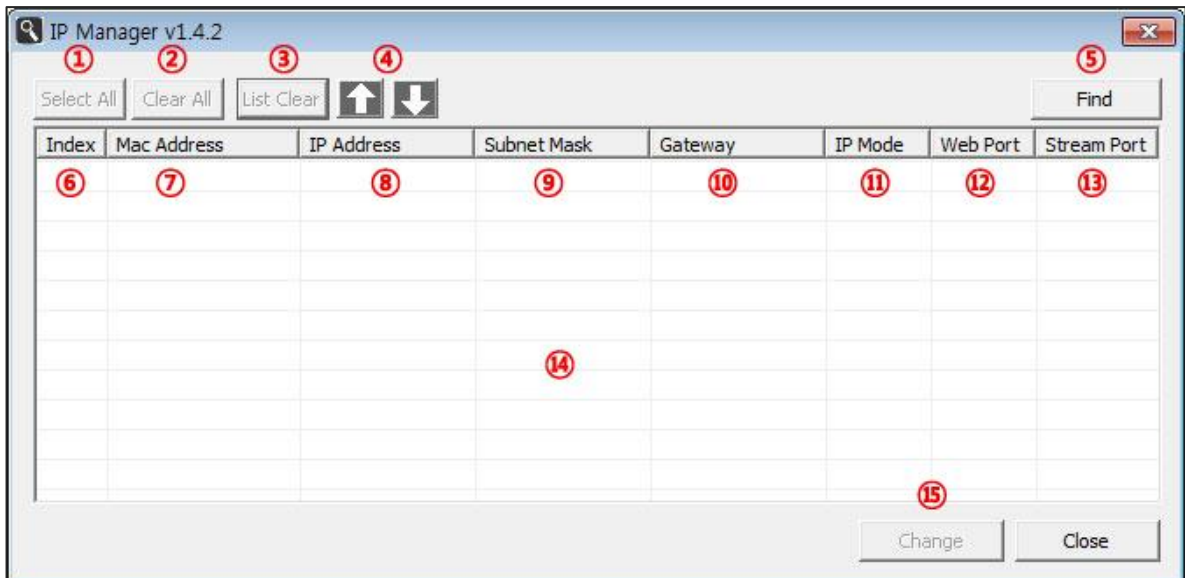 IP Manager v1.4.2
① ② ③ ④ ⑤
Select All Clear All List Clear Find
Index Mac Address IP Address Subnet Mask Gateway IP Mode Web Port Stream Port
⑥ ⑦ ⑧ ⑨ ⑩ ⑪ ⑫ ⑬
⑭
⑮
Change Close